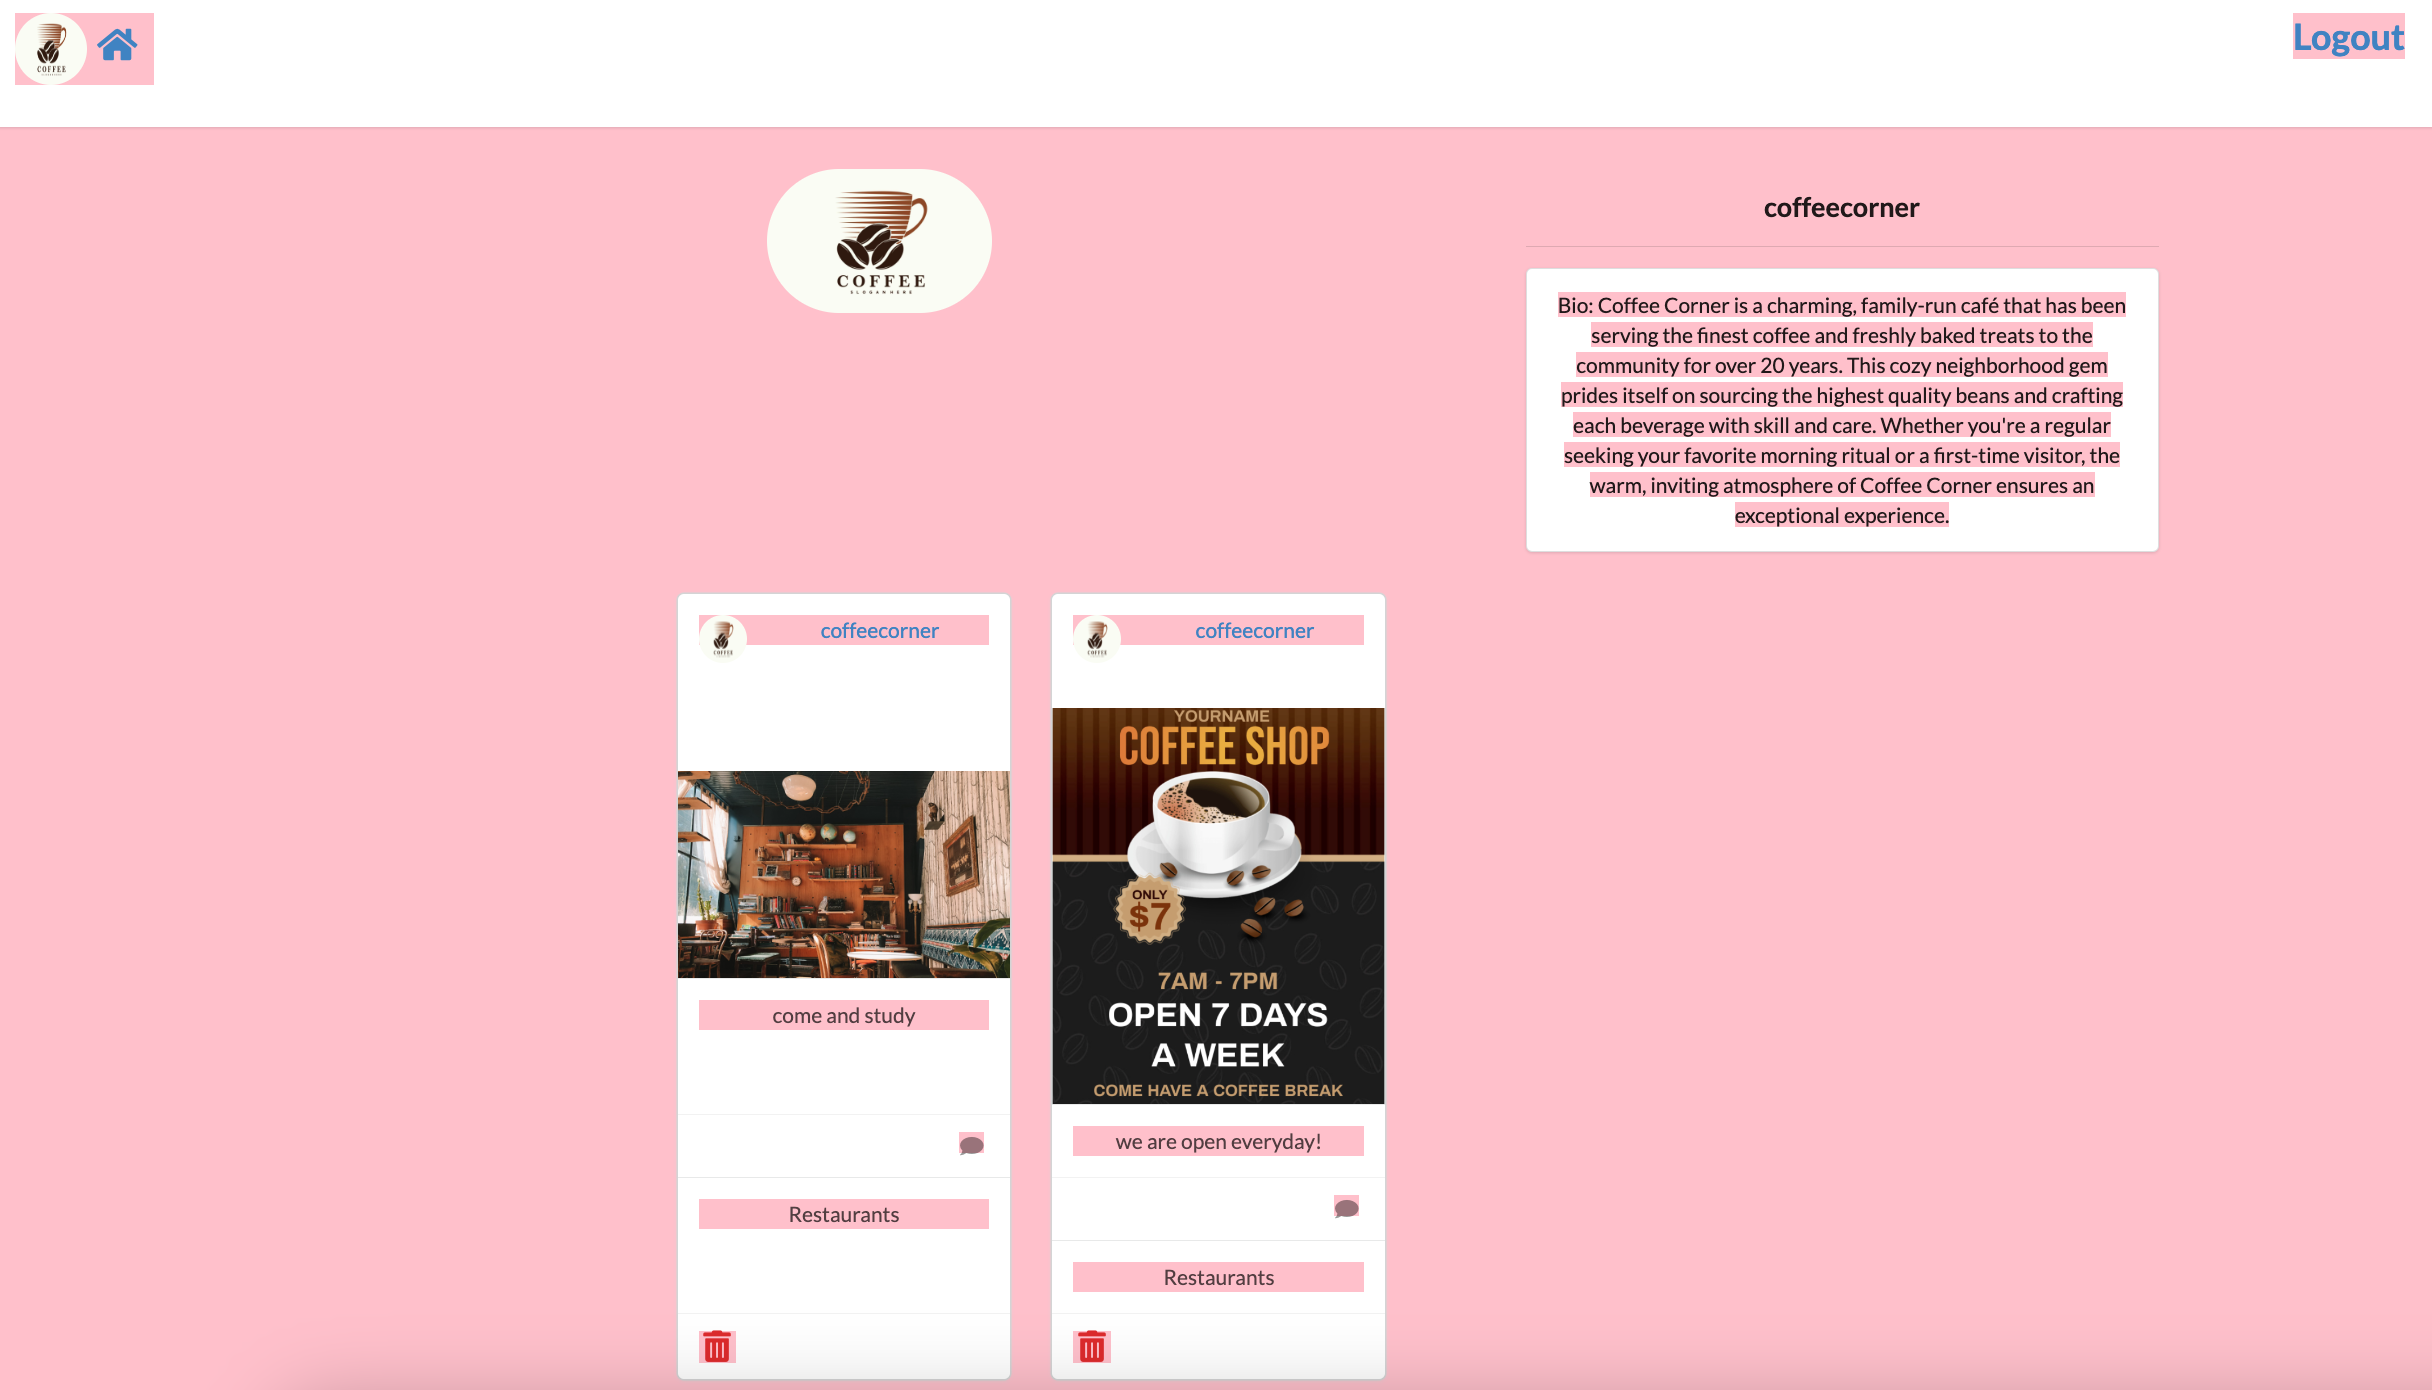 COFFEE
Logout
COFFEE
SLOGAN HERE
coffeecorner
Bio: Coffee Corner is a charming, family-run café that has been
serving the finest coffee and freshly baked treats to the
community for over 20 years. This cozy neighborhood gem
prides itself on sourcing the highest quality beans and crafting
each beverage with skill and care. Whether you're a regular
seeking your favorite morning ritual or a first-time visitor, the
warm, inviting atmosphere of Coffee Corner ensures an
exceptional experience.
COFFEE
coffeecorner
come and study
Restaurants
COFFEE
coffeecorner
YOURNAME
COFFEE SHOP
ONLY
$7
7AM - 7PM
OPEN 7 DAYS
A WEEK
COME HAVE A COFFEE BREAK
we are open everyday!
Restaurants